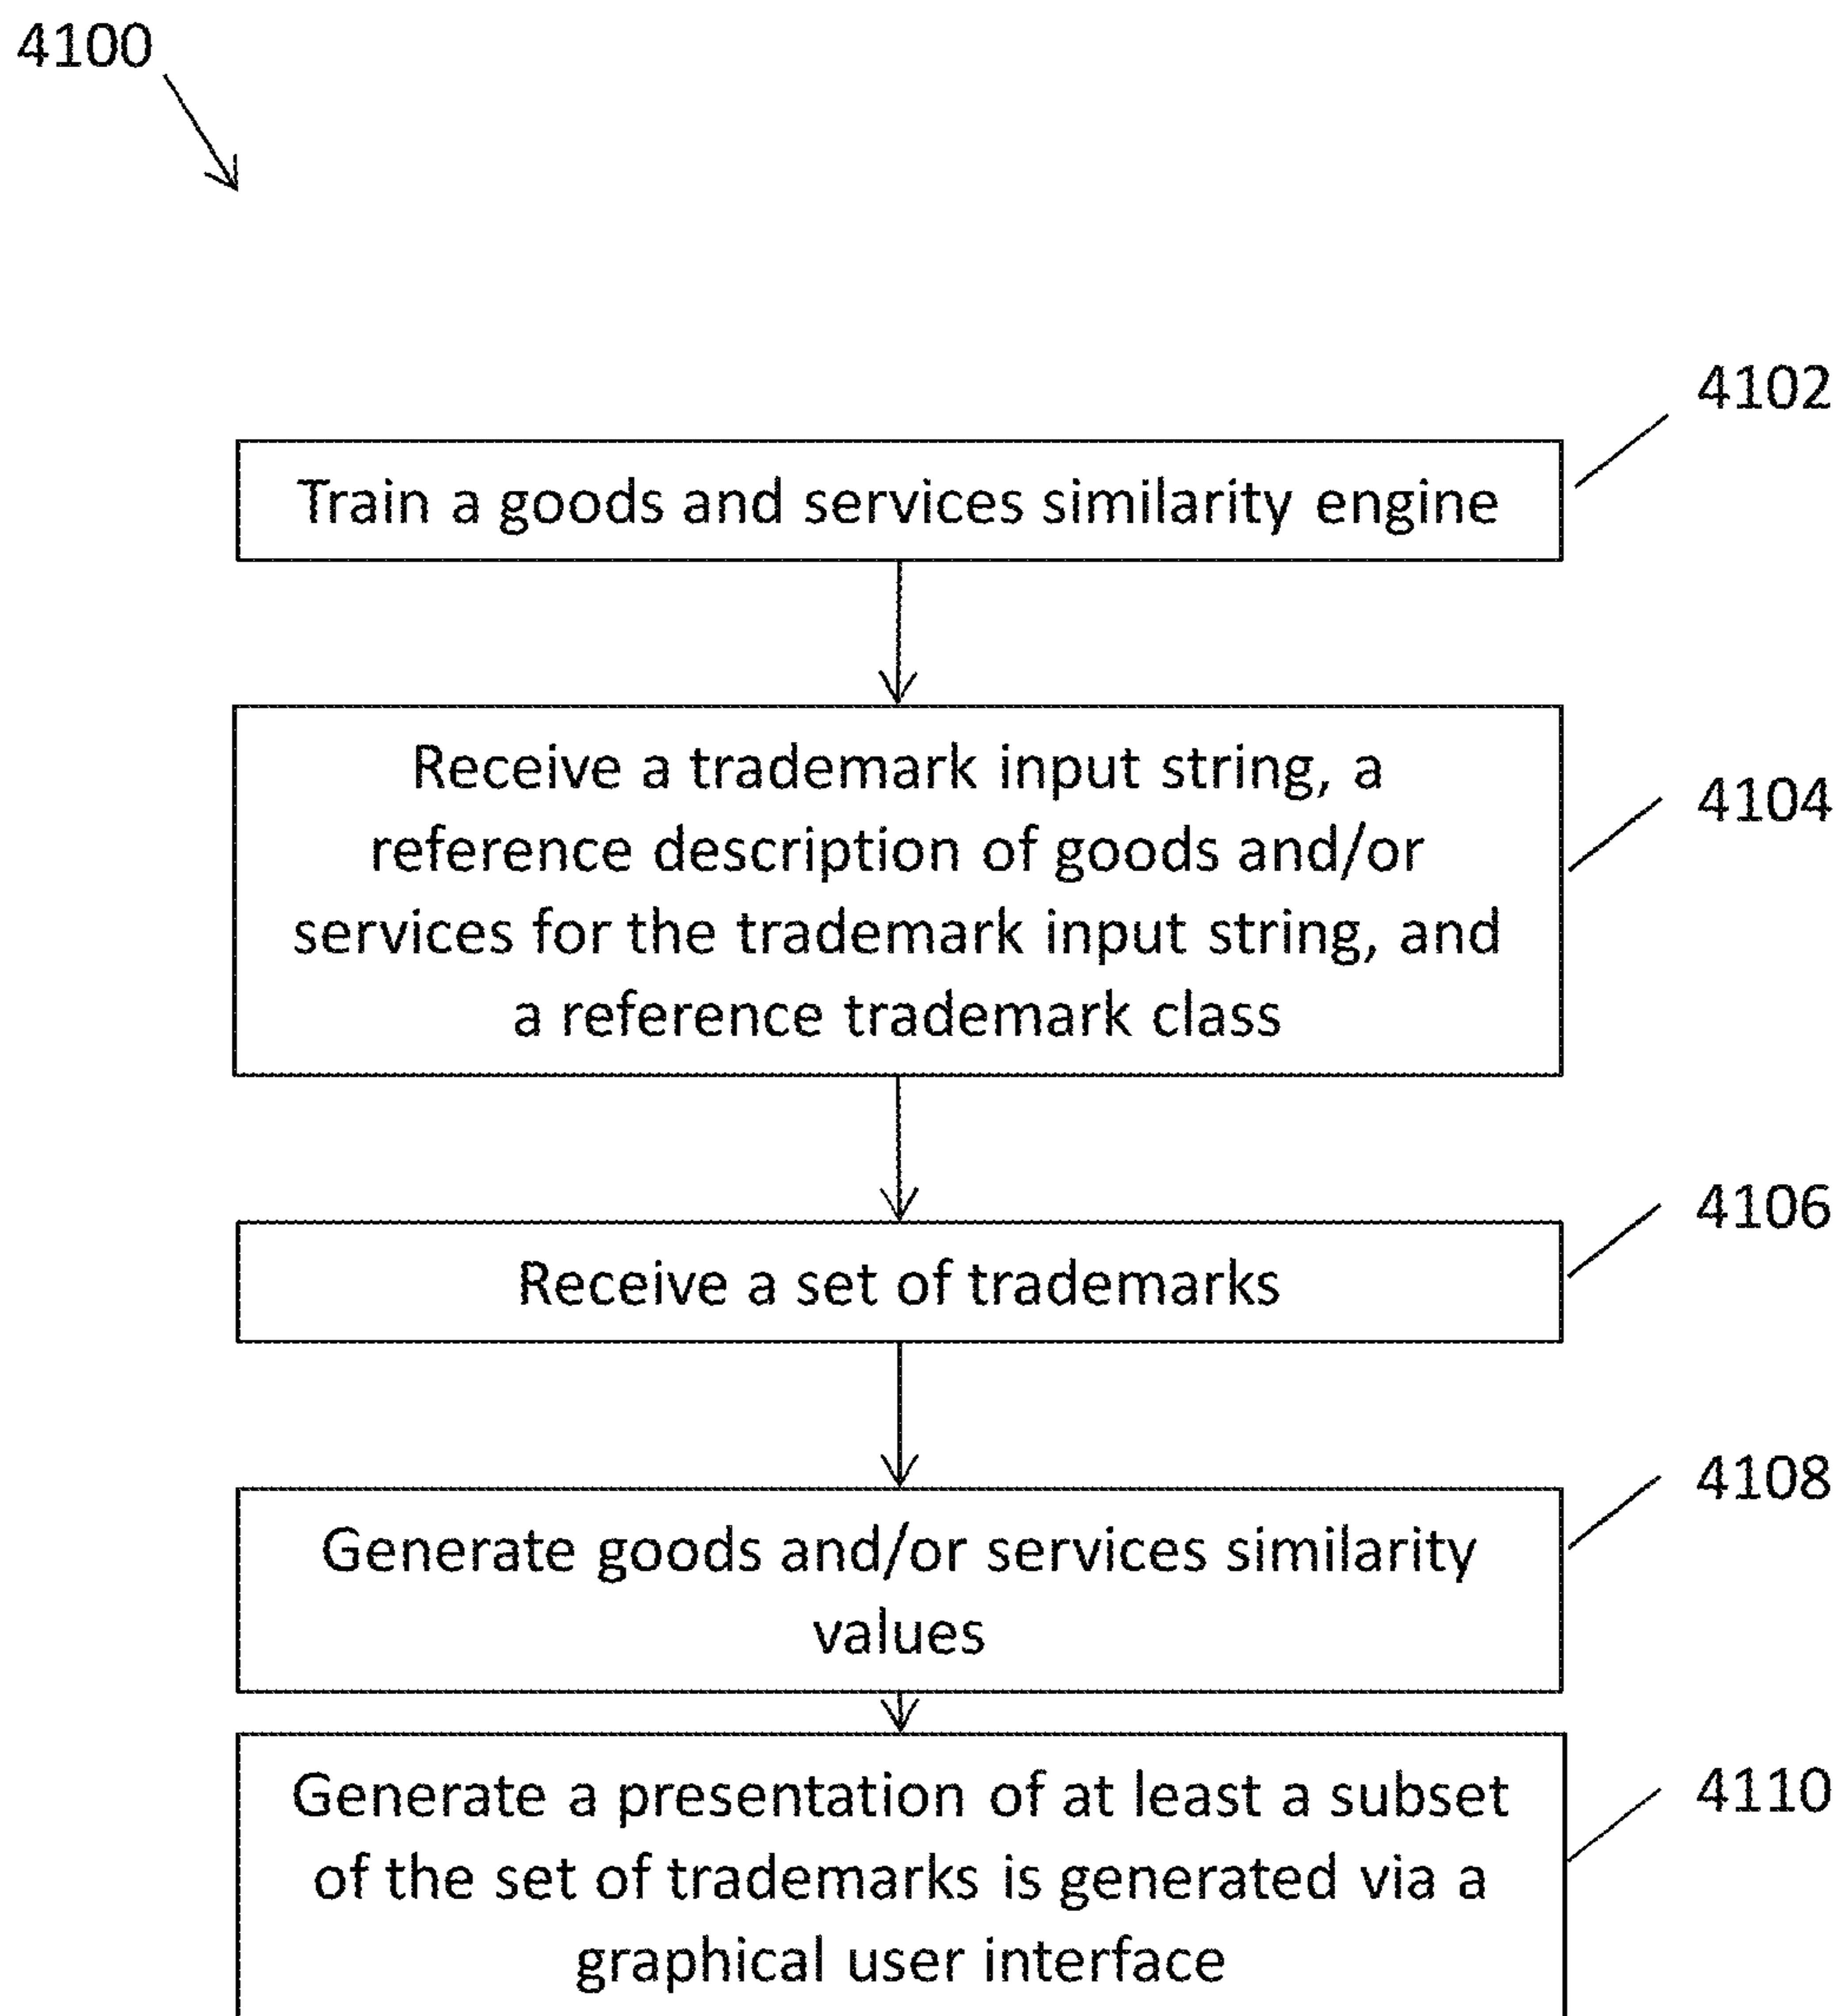 4100
4102
Train a goods and services similarity engine
Receive a trademark input string, a
reference description of goods and/or
services for the trademark input string, and
a reference trademark class
4104
4106
Receive a set of trademarks
4108
Generate goods and/or services similarity
values
Generate a presentation of at least a subset
of the set of trademarks is generated via a
graphical user interface
4110